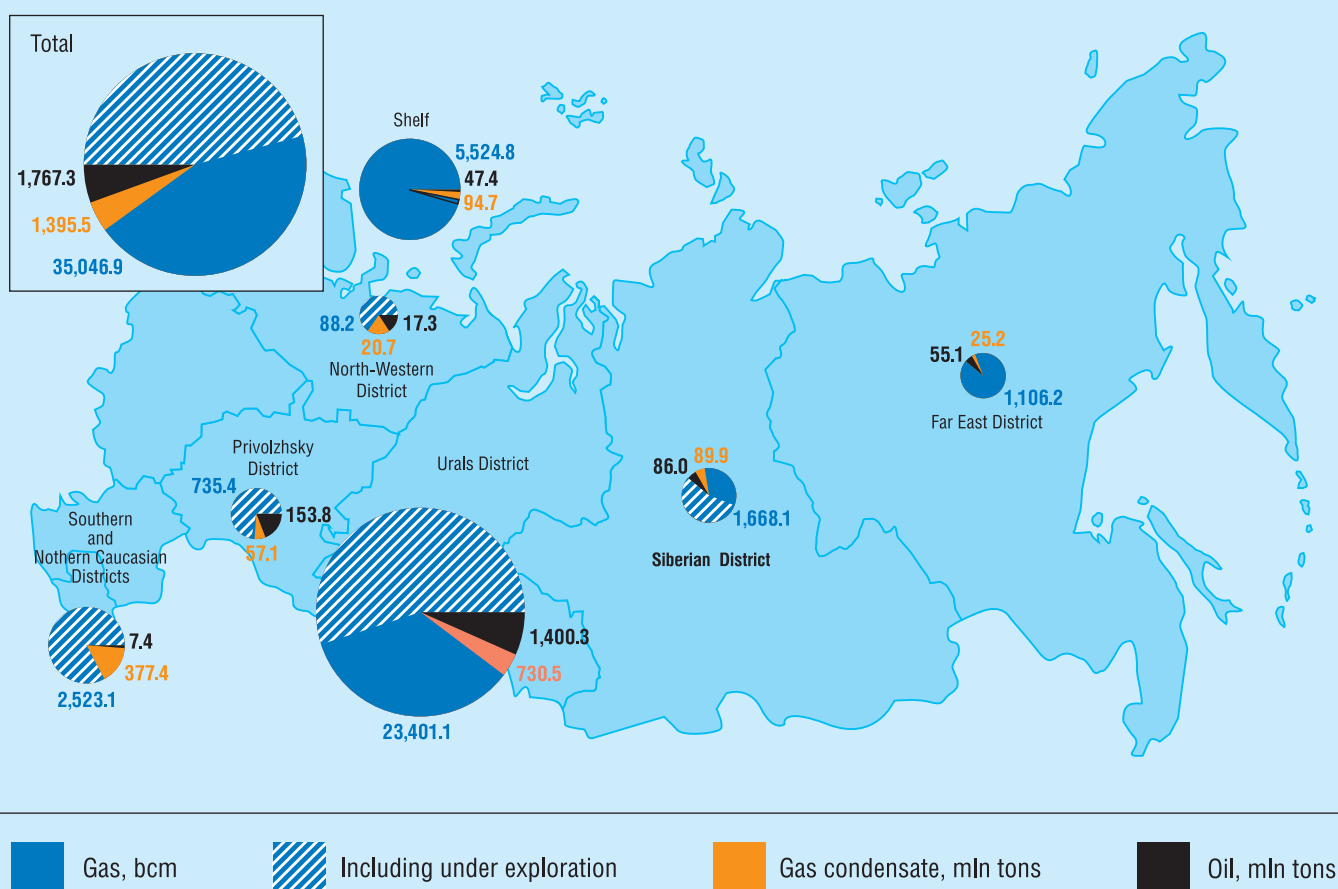 Total
1,767.3
1,395.5
35,046.9
Shelf
5,524.8
47.4
94.7
88.2
17.3
20.7
North-Western
District
55.1
25.2
1,106.2
Far East District
Privolzhsky
District
735.4
153.8
57.1
Urals District
86.0
89.9
1,668.1
Siberian District
Southern
and
Nothern Caucasian
Districts
7.4
377.4
2,523.1
1,400.3
730.5
23,401.1
Gas, bcm
Including under exploration
Gas condensate, mln tons
Oil, mln tons